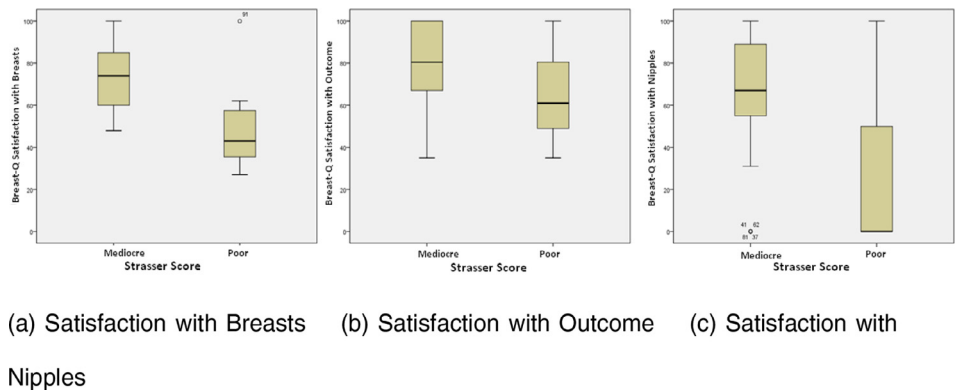 Breast-Q Satisfaction with Breasts
100
80
60
40
20
0
91
Mediocre Poor
Strasser Score
Breast-Q Satisfaction with Outcome
100
80
60
40
20
0
Mediocre Poor
Strasser Score
Breast-Q Satisfaction with Nipples
100
80
60
40
20
0
41 62
81 37
Mediocre Poor
Strasser Score
(a) Satisfaction with Breasts (b) Satisfaction with Outcome (c) Satisfaction with
Nipples